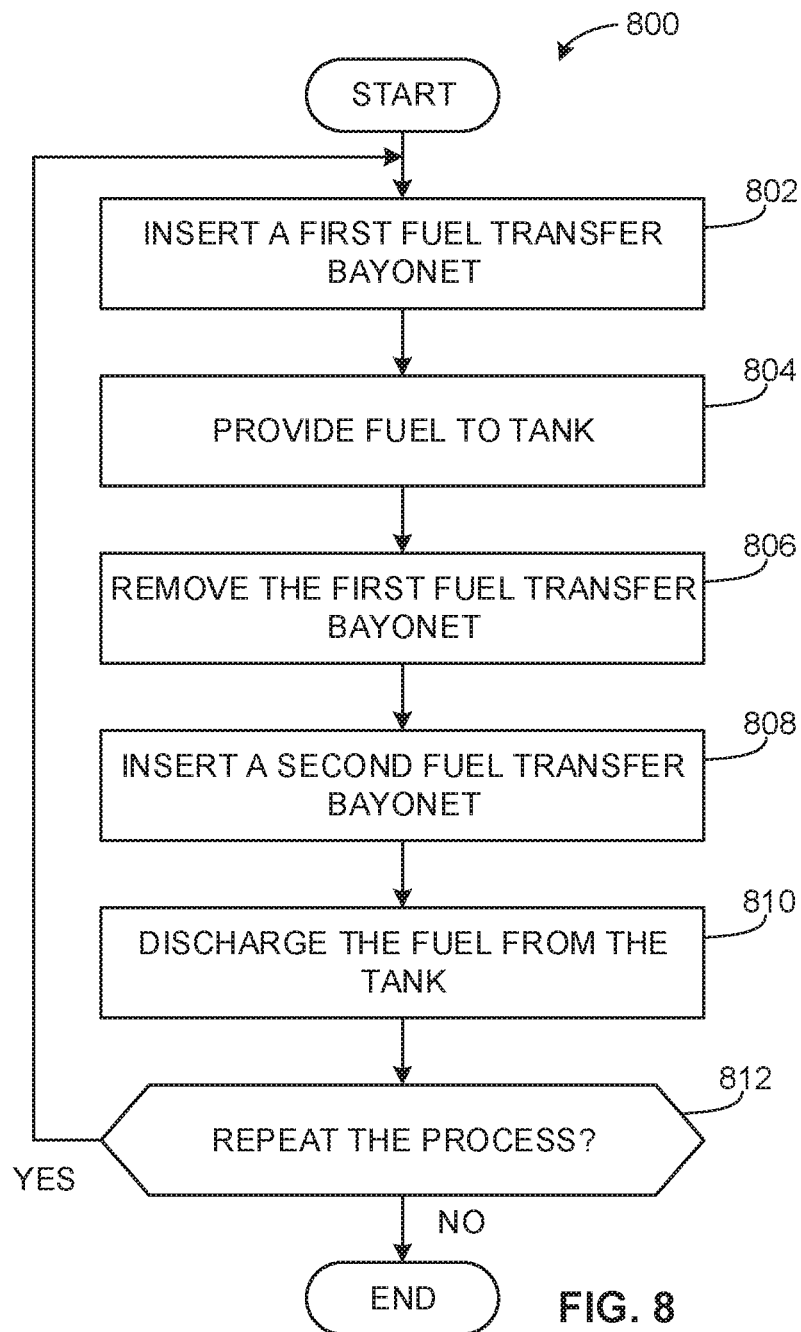 800
START
802
INSERT A FIRST FUEL TRANSFER
BAYONET
804
PROVIDE FUEL TO TANK
806
REMOVE THE FIRST FUEL TRANSFER
BAYONET
808
INSERT A SECOND FUEL TRANSFER
BAYONET
810
DISCHARGE THE FUEL FROM THE
TANK
812
REPEAT THE PROCESS?
YES
NO
END
FIG. 8